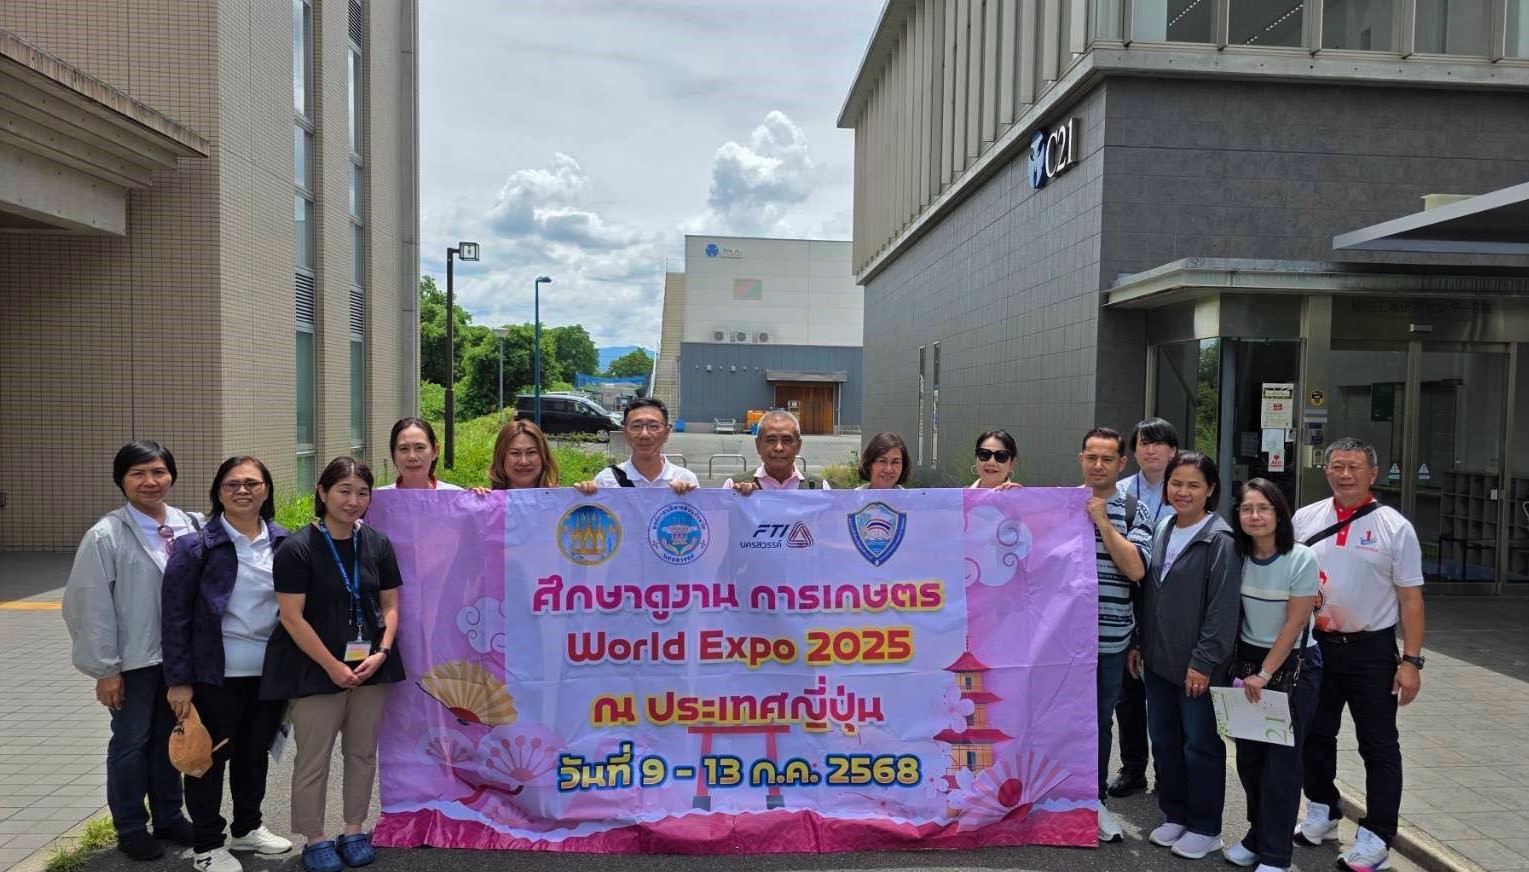 C21
FTI
นครสวรรค์
ศึกษาดูงาน การเกษตร
World Expo 2025
ณ ประเทศญี่ปุ่น
วันที่ 9 - 13 ก.ค. 2568
21